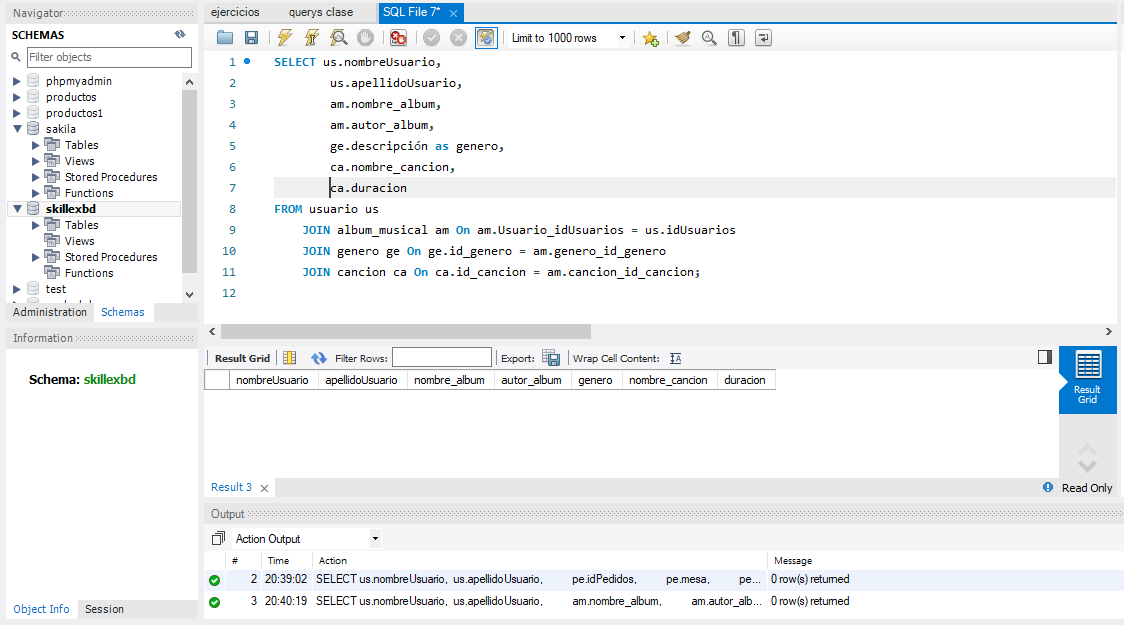 Navigator
SCHEMAS
Filter objects
phpmyadmin
productos
productos1
sakila
Tables
Views
Stored Procedures
Functions
skillexbd
Tables
Views
Stored Procedures
Functions
test
Administration Schemas
Information
Schema: skillexbd
Object Info Session
ejercicios querys clase SQL File 7*
Limit to 1000 rows
1 SELECT us.nombreUsuario,
2 us.apellidoUsuario,
3 am.nombre_album,
4 am.autor_album,
5 ge.descripción as genero,
6 ca.nombre_cancion,
7 ca.duracion
8 FROM usuario us
9 JOIN album_musical am On am.Usuario_idUsuarios = us.idUsuarios
10 JOIN genero ge On ge.id_genero = am.genero_id_genero
11 JOIN cancion ca On ca.id_cancion = am.cancion_id_cancion;
12
Result Grid Filter Rows: Export: Wrap Cell Content:
nombreUsuario apellidoUsuario nombre_album autor_album genero nombre_cancion duracion
Result
Grid
Result 3 Read Only
Output
Action Output
# Time Action Message
2 20:39:02 SELECT us.nombreUsuario, us.apellidoUsuario, pe.idPedidos, pe.mesa, pe... 0 row(s) returned
3 20:40:19 SELECT us.nombreUsuario, us.apellidoUsuario, am.nombre_album, am.autor_alb... 0 row(s) returned